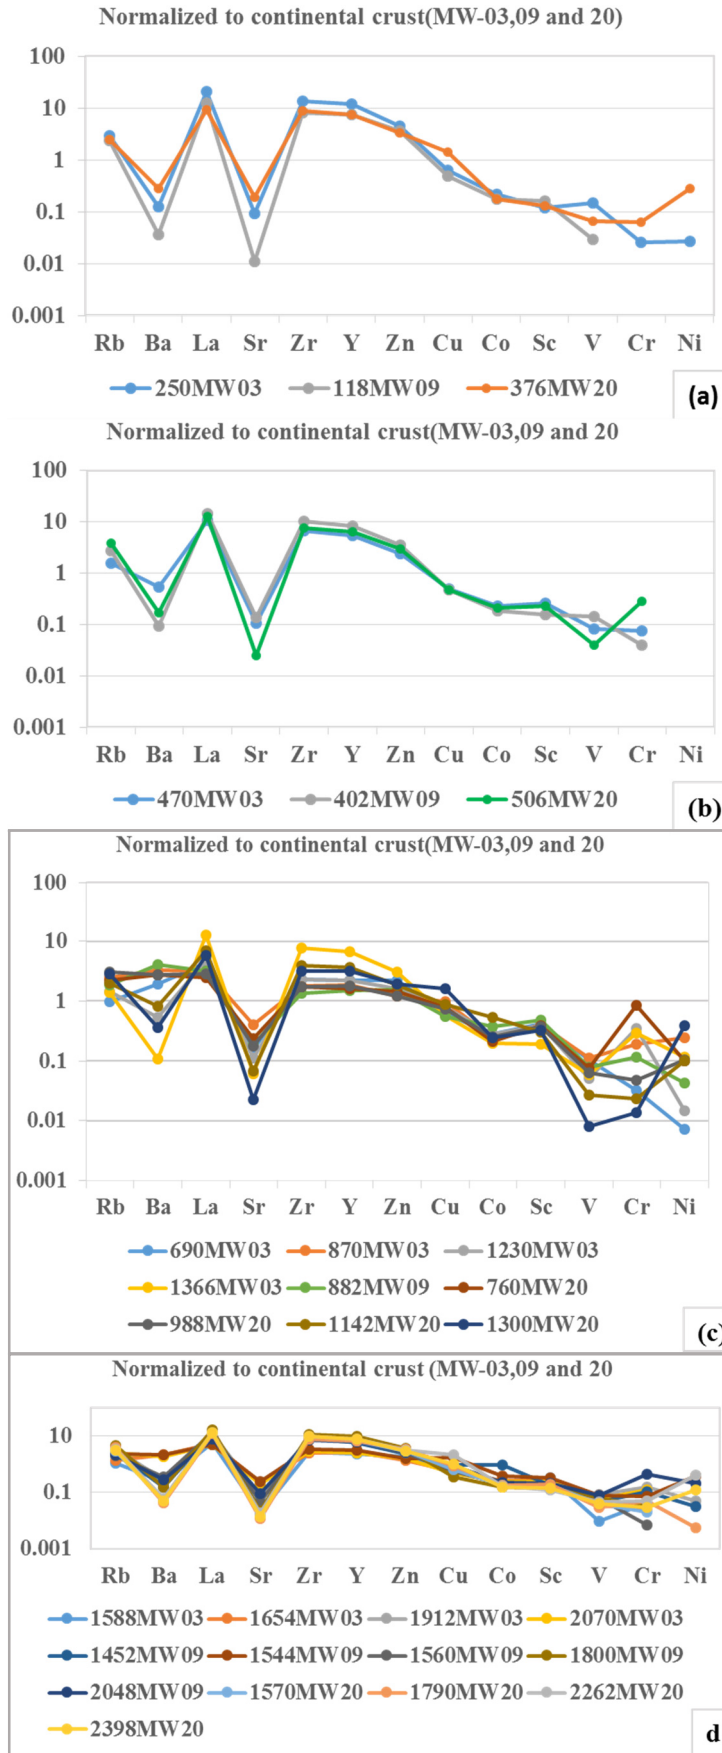 Normalized to continental crust(MW-03,09 and 20)
100
10
1
0.1
0.01
0.001
Rb Ba La Sr Zr Y Zn Cu Co Sc V Cr Ni
250MW03 118MW09 376MW20
(a)
Normalized to continental crust(MW-03,09 and 20
100
10
1
0.1
0.01
0.001
Rb Ba La Sr Zr Y Zn Cu Co Sc V Cr Ni
470MW03 402MW09 506MW20
(b)
Normalized to continental crust(MW-03,09 and 20
100
10
1
0.1
0.01
0.001
Rb Ba La Sr Zr Y Zn Cu Co Sc V Cr Ni
690MW03 870MW03 1230MW03
1366MW03 882MW09 760MW20
988MW20 1142MW20 1300MW20
(c)
Normalized to continental crust (MW-03,09 and 20
10
0.1
0.001
Rb Ba La Sr Zr Y Zn Cu Co Sc V Cr Ni
1588MW03 1654MW03 1912MW03 2070MW03
1452MW09 1544MW09 1560MW09 1800MW09
2048MW09 1570MW20 1790MW20 2262MW20
2398MW20
d